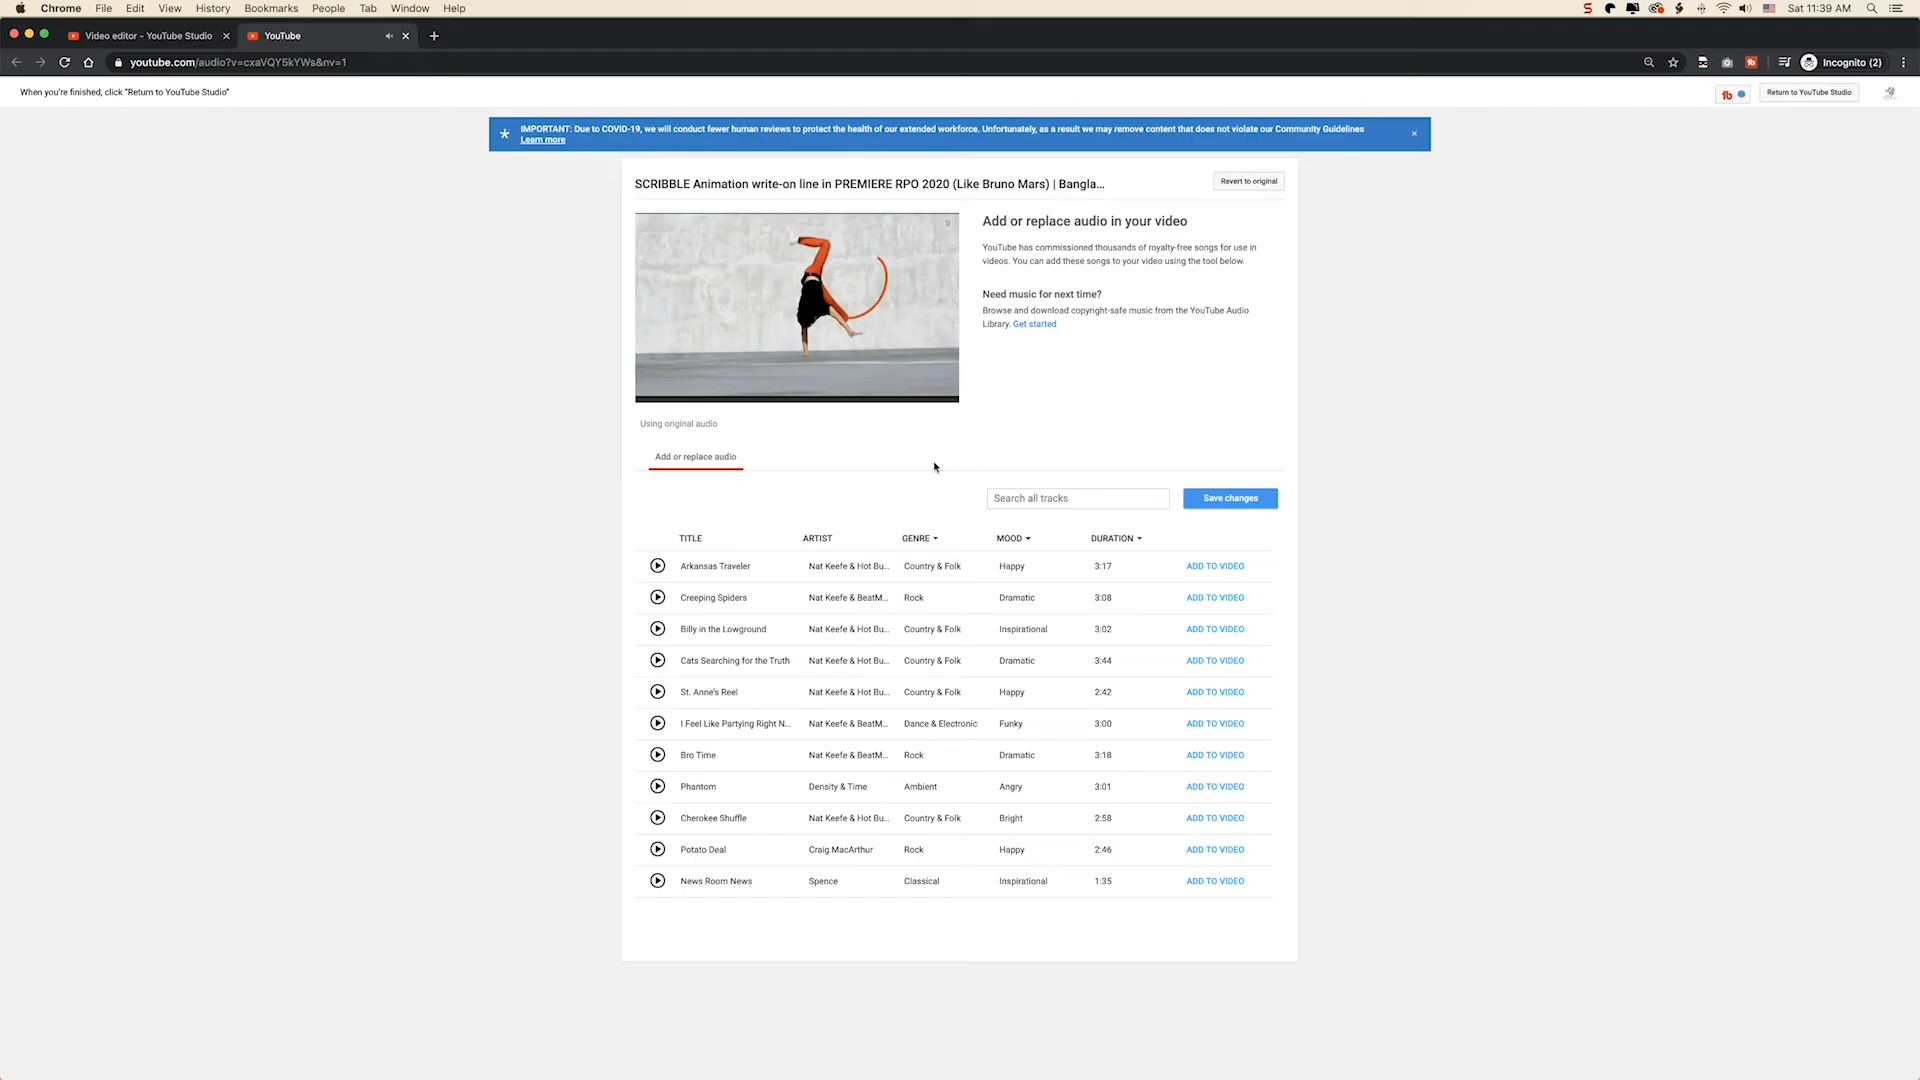 Chrome File Edit View History Bookmarks People Tab Window Help
Sat 11:39 AM
Video editor - YouTube Studio
YouTube
youtube.com/audio?v=cxaVQY5kYWs&nv=1
Incognito (2)
When you're finished, click "Return to YouTube Studio"
Return to YouTube Studio
IMPORTANT: Due to COVID-19, we will conduct fewer human reviews to protect the health of our extended workforce. Unfortunately, as a result we may remove content that does not violate our Community Guidelines
Learn more
SCRIBBLE Animation write-on line in PREMIERE RPO 2020 (Like Bruno Mars) | Bangla...
Revert to original
Add or replace audio in your video
YouTube has commissioned thousands of royalty-free songs for use in
videos. You can add these songs to your video using the tool below.
Need music for next time?
Browse and download copyright-safe music from the YouTube Audio
Library. Get started
Using original audio
Add or replace audio
Search all tracks
Save changes
TITLE ARTIST GENRE MOOD DURATION
Arkansas Traveler Nat Keefe & Hot Bu... Country & Folk Happy 3:17 ADD TO VIDEO
Creeping Spiders Nat Keefe & BeatM... Rock Dramatic 3:08 ADD TO VIDEO
Billy in the Lowground Nat Keefe & Hot Bu... Country & Folk Inspirational 3:02 ADD TO VIDEO
Cats Searching for the Truth Nat Keefe & Hot Bu... Country & Folk Dramatic 3:44 ADD TO VIDEO
St. Anne's Reel Nat Keefe & Hot Bu... Country & Folk Happy 2:42 ADD TO VIDEO
I Feel Like Partying Right N... Nat Keefe & BeatM... Dance & Electronic Funky 3:00 ADD TO VIDEO
Bro Time Nat Keefe & BeatM... Rock Dramatic 3:18 ADD TO VIDEO
Phantom Density & Time Ambient Angry 3:01 ADD TO VIDEO
Cherokee Shuffle Nat Keefe & Hot Bu... Country & Folk Bright 2:58 ADD TO VIDEO
Potato Deal Craig MacArthur Rock Happy 2:46 ADD TO VIDEO
News Room News Spence Classical Inspirational 1:35 ADD TO VIDEO